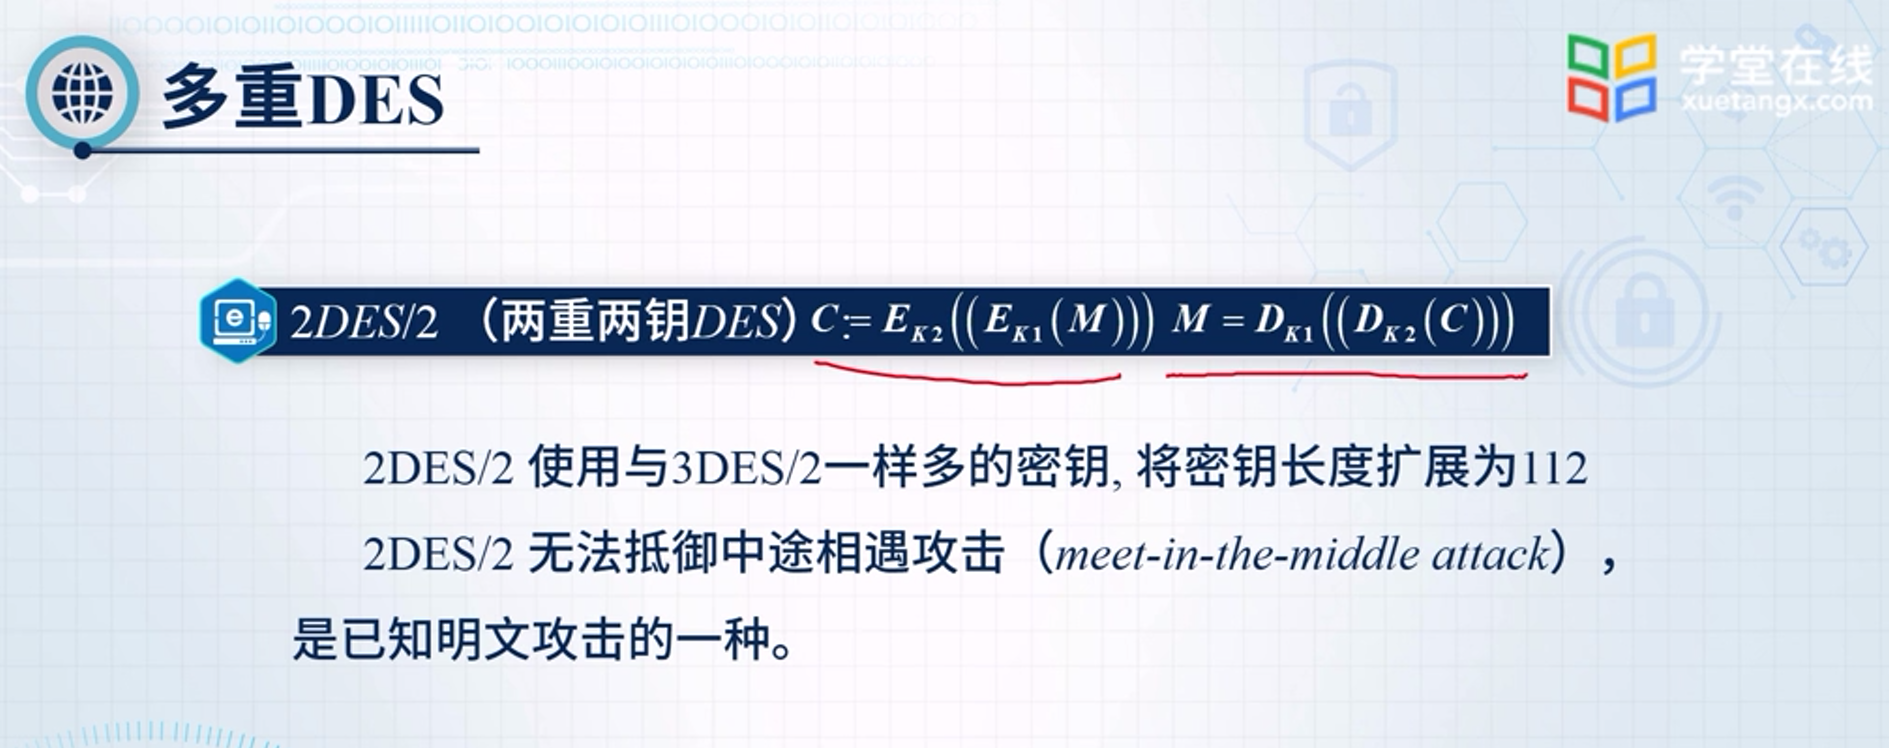 多重DES
学堂在线
xuetangx.com
2DES/2 （两重两钥DES）C:= E_{K2}((E_{K1}(M))) M = D_{K1}((D_{K2}(C)))
2DES/2 使用与3DES/2一样多的密钥, 将密钥长度扩展为112
2DES/2 无法抵御中途相遇攻击（meet-in-the-middle attack），
是已知明文攻击的一种。